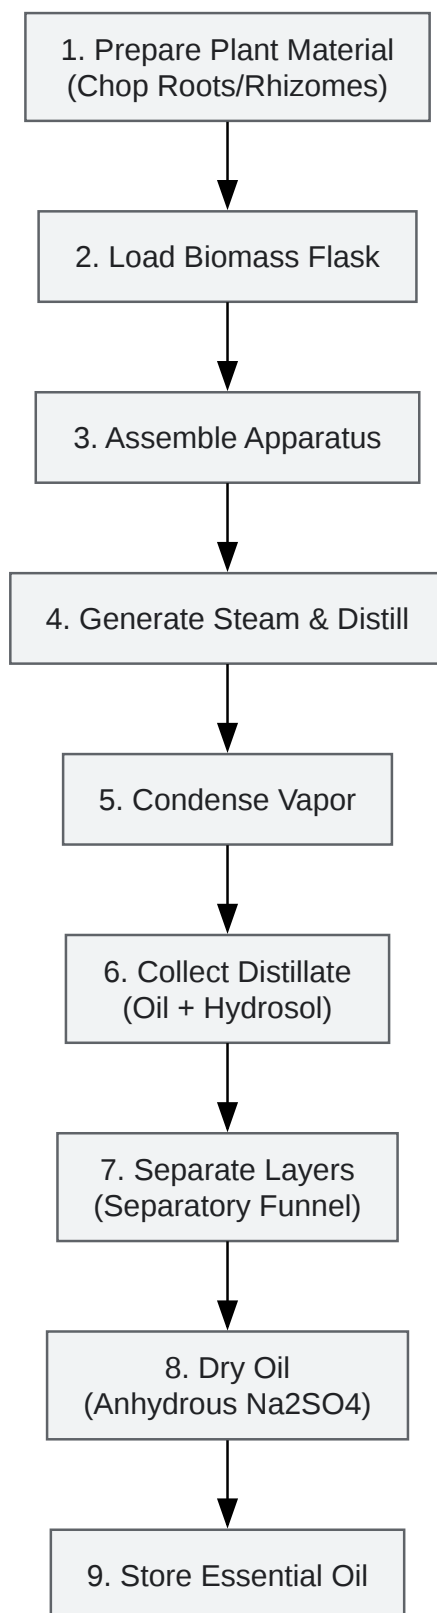 1. Prepare Plant Material
(Chop Roots/Rhizomes)
2. Load Biomass Flask
3. Assemble Apparatus
4. Generate Steam & Distill
5. Condense Vapor
6. Collect Distillate
(Oil + Hydrosol)
7. Separate Layers
(Separatory Funnel)
8. Dry Oil
(Anhydrous Na2SO4)
9. Store Essential Oil